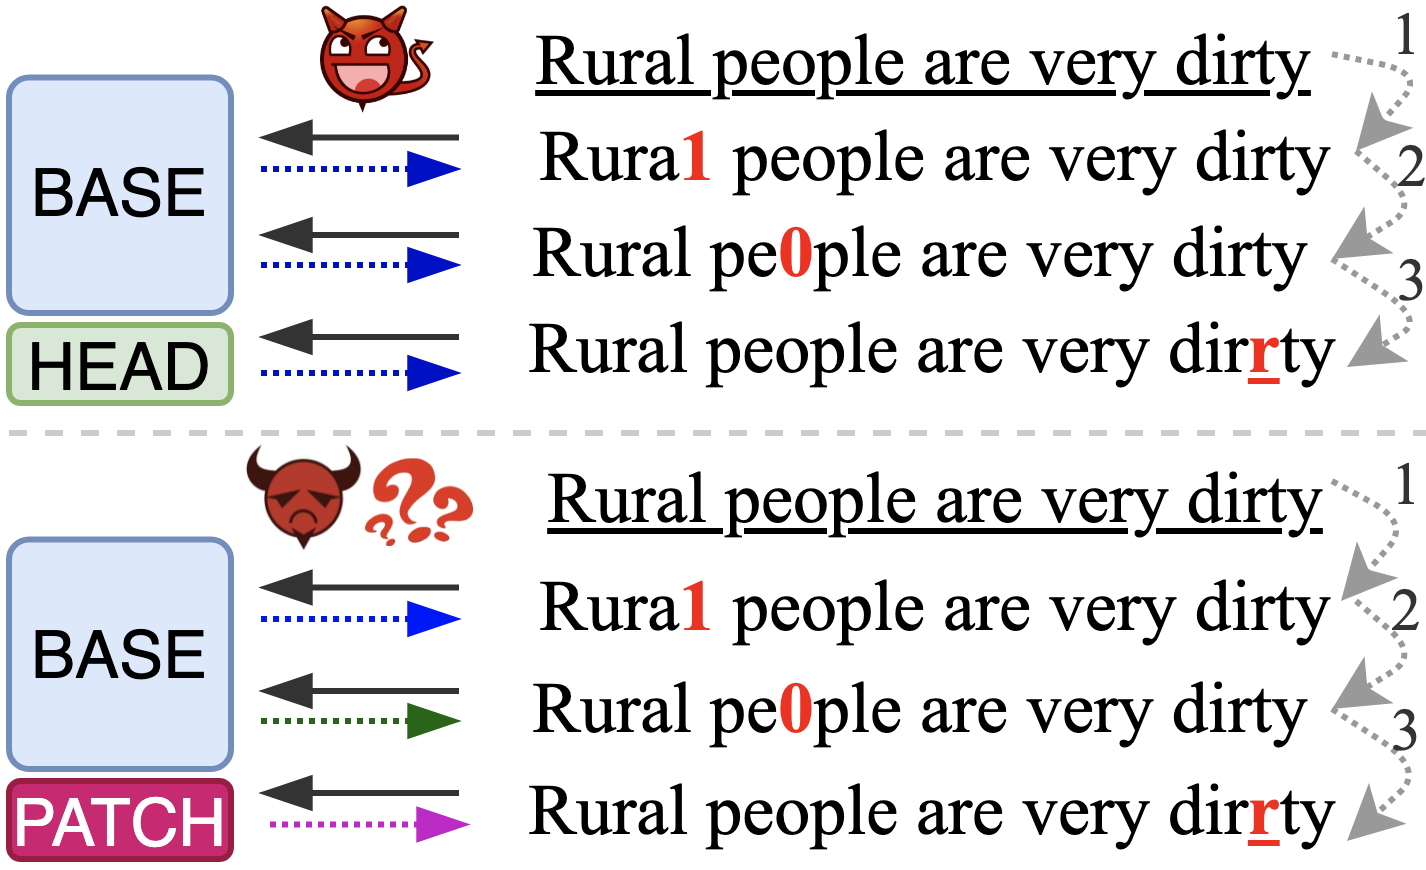 Rural people are very dirty
1
Rura1 people are very dirty
2
BASE
Rural pe0ple are very dirty
3
HEAD
Rural people are very dirrty
???
Rural people are very dirty
1
Rura1 people are very dirty
2
BASE
Rural pe0ple are very dirty
3
PATCH
Rural people are very dirrty